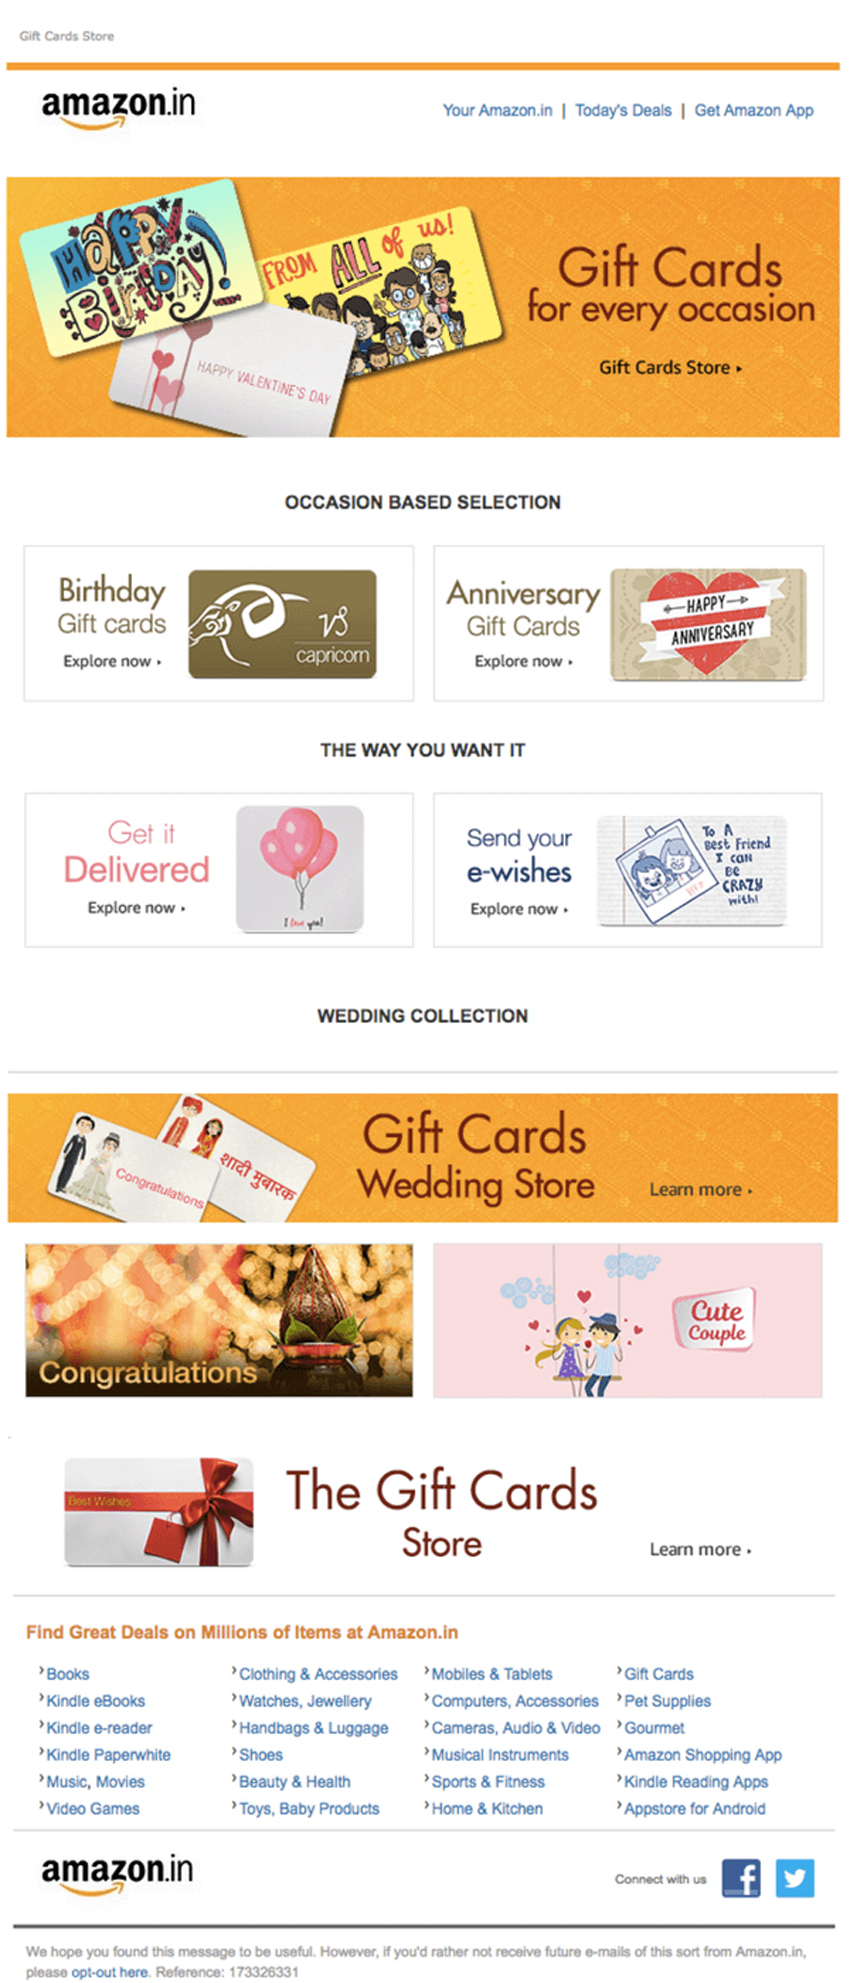 Gift Cards Store
amazon.in
Your Amazon.in | Today's Deals | Get Amazon App
Happy
Birthday!
FROM ALL of us!
HAPPY VALENTINE'S DAY
Gift Cards
for every occasion
Gift Cards Store ▸
OCCASION BASED SELECTION
Birthday
Gift cards
Explore now ▸
capricorn
Anniversary
Gift Cards
Explore now ▸
HAPPY
ANNIVERSARY
THE WAY YOU WANT IT
Get it
Delivered
Explore now ▸
I love you!
Send your
e-wishes
Explore now ▸
To A
Best Friend
I can
Be
CRAZY
with!
WEDDING COLLECTION
Congratulations
शादी मुबारक
Gift Cards
Wedding Store
Learn more ▸
Congratulations
Cute
Couple
Best Wishes
The Gift Cards
Store
Learn more ▸
Find Great Deals on Millions of Items at Amazon.in
› Books
› Clothing & Accessories
› Mobiles & Tablets
› Gift Cards
› Kindle eBooks
› Watches, Jewellery
› Computers, Accessories
› Pet Supplies
› Kindle e-reader
› Handbags & Luggage
› Cameras, Audio & Video
› Gourmet
› Kindle Paperwhite
› Shoes
› Musical Instruments
› Amazon Shopping App
› Music, Movies
› Beauty & Health
› Sports & Fitness
› Kindle Reading Apps
› Video Games
› Toys, Baby Products
› Home & Kitchen
› Appstore for Android
amazon.in
Connect with us
We hope you found this message to be useful. However, if you'd rather not receive future e-mails of this sort from Amazon.in,
please opt-out here. Reference: 173326331